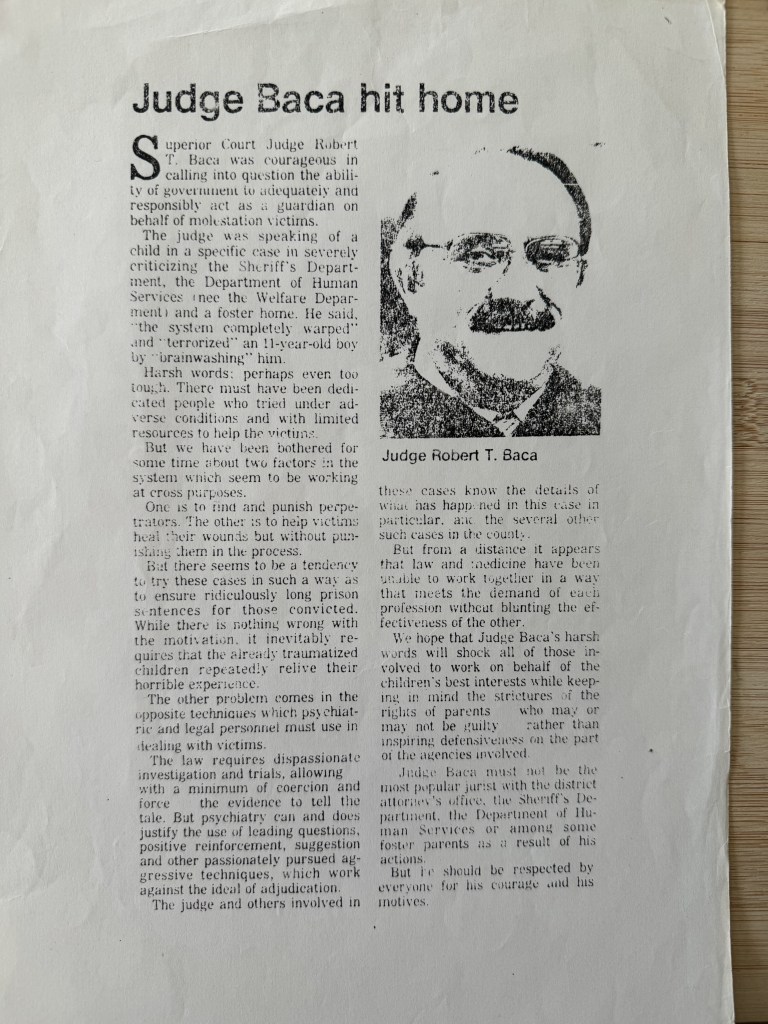 Judge Baca hit home
Superior Court Judge Robert
T. Baca was courageous in
calling into question the abili-
ty of government to adequately and
responsibly act as a guardian on
behalf of molestation victims.
The judge was speaking of a
child in a specific case in severely
criticizing the Sheriff's Depart-
ment, the Department of Human
Services (nee the Welfare Depar-
ment) and a foster home. He said,
"the system completely warped"
and "terrorized" an 11-year-old boy
by "brainwashing" him.
Harsh words; perhaps even too
tough. There must have been dedi-
cated people who tried under ad-
verse conditions and with limited
resources to help the victims.
But we have been bothered for
some time about two factors in the
system which seem to be working
at cross purposes.
One is to find and punish perpe-
trators. The other is to help victims
heal their wounds but without pun-
ishing them in the process.
But there seems to be a tendency
to try these cases in such a way as
to ensure ridiculously long prison
sentences for those convicted.
While there is nothing wrong with
the motivation, it inevitably re-
quires that the already traumatized
children repeatedly relive their
horrible experience.
The other problem comes in the
opposite techniques which psychiat-
ric and legal personnel must use in
dealing with victims.
The law requires dispassionate
investigation and trials, allowing
with a minimum of coercion and
force the evidence to tell the
tale. But psychiatry can and does
justify the use of leading questions,
positive reinforcement, suggestion
and other passionately pursued ag-
gressive techniques, which work
against the ideal of adjudication.
The judge and others involved in
Judge Robert T. Baca
these cases know the details of
what has happened in this case in
particular, and the several other
such cases in the county.
But from a distance it appears
that law and medicine have been
unable to work together in a way
that meets the demand of each
profession without blunting the ef-
fectiveness of the other.
We hope that Judge Baca's harsh
words will shock all of those in-
volved to work on behalf of the
children's best interests while keep-
ing in mind the strictures of the
rights of parents who may or
may not be guilty rather than
inspiring defensiveness on the part
of the agencies involved.
Judge Baca must not be the
most popular jurist with the district
attorney's office, the Sheriff's De-
partment, the Department of Hu-
man Services or among some
foster parents as a result of his
actions.
But he should be respected by
everyone for his courage and his
motives.